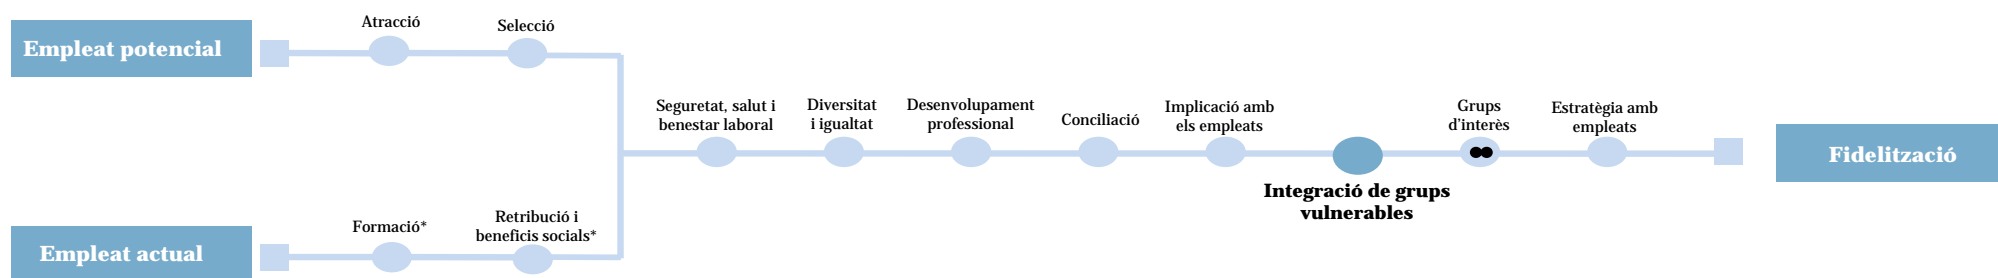 Empleat potencial
Atracció
Selecció
Seguretat, salut i
benestar laboral
Diversitat
i igualtat
Desenvolupament
professional
Conciliació
Implicació amb
els empleats
Integració de grups
vulnerables
Grups
d’interès
Estratègia amb
empleats
Fidelització
Empleat actual
Formació*
Retribució i
beneficis socials*